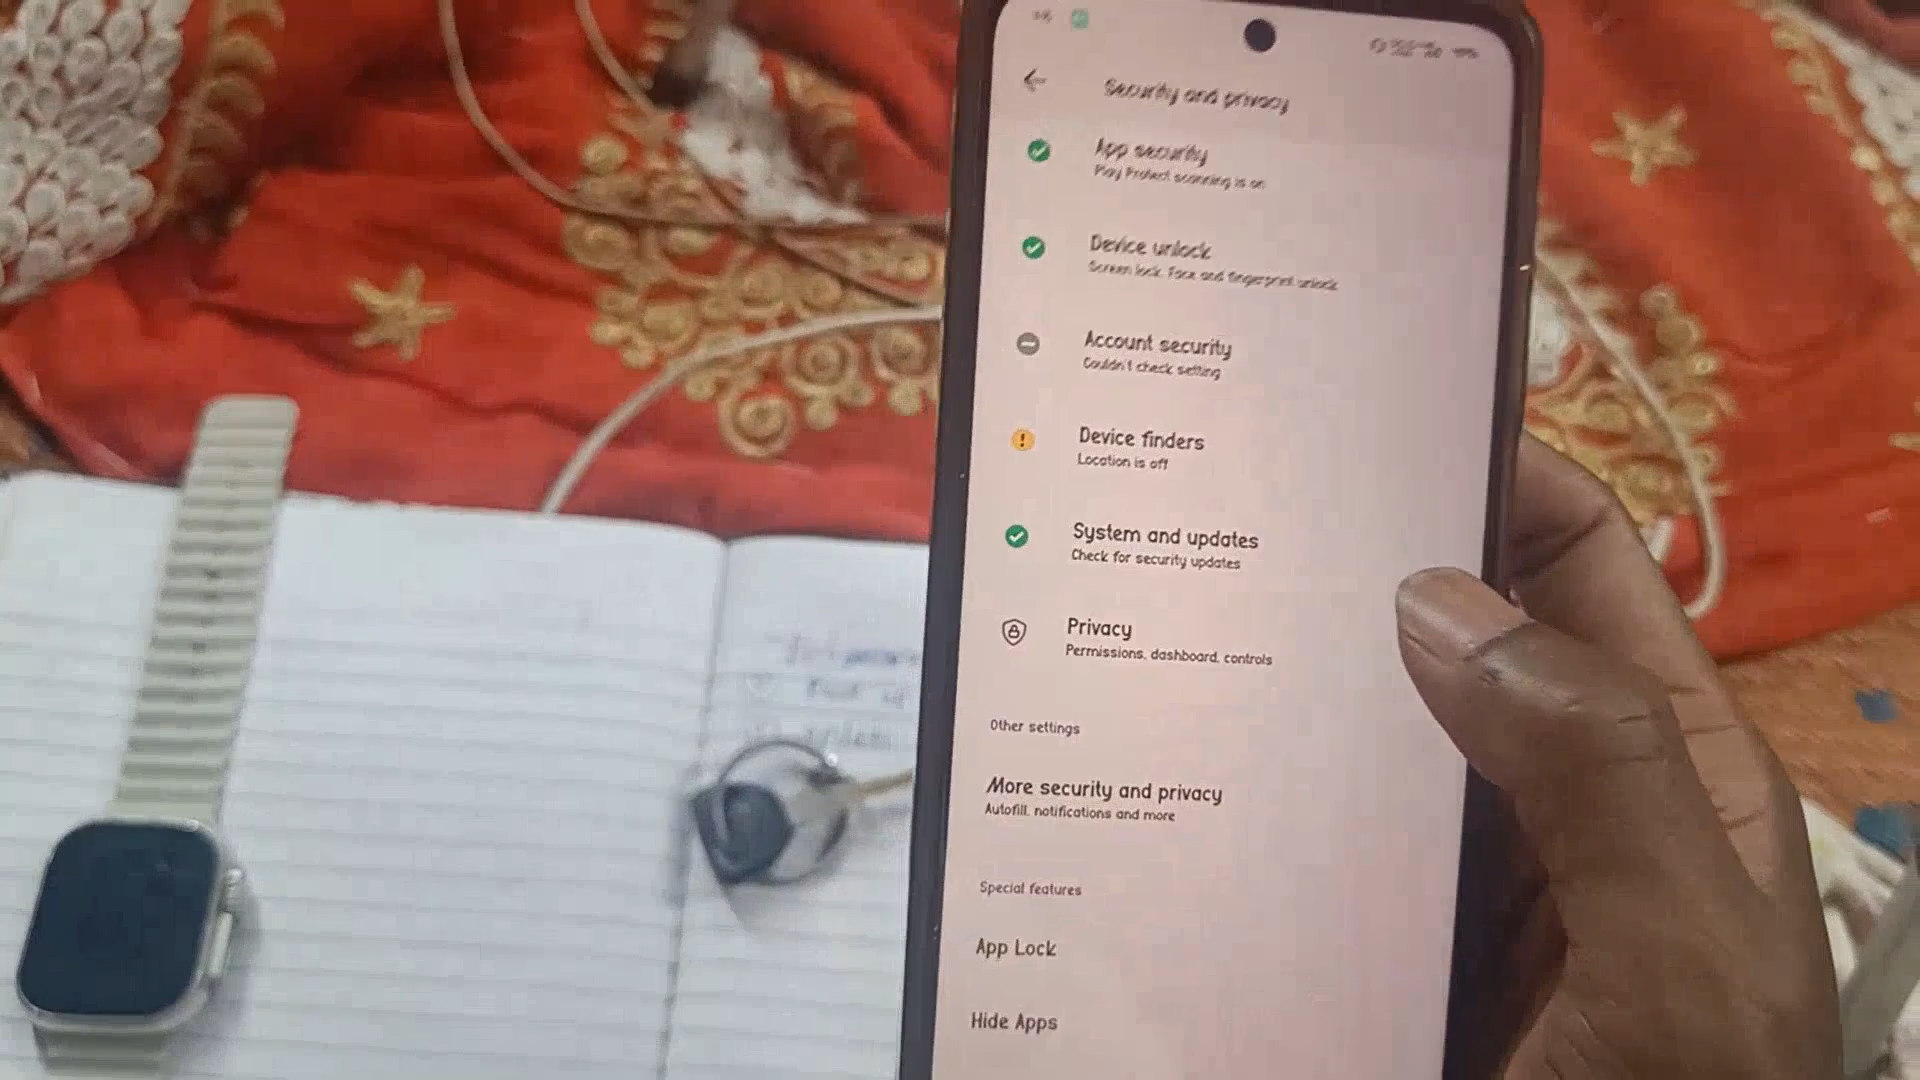 Security and privacy
App security
Play Protect scanning is on
Device unlock
Screen lock, Face and fingerprint unlock
Account security
Couldn't check setting
Device finders
Location is off
System and updates
Check for security updates
Privacy
Permissions, dashboard, controls
Other settings
More security and privacy
Autofill, notifications and more
Special features
App Lock
Hide Apps